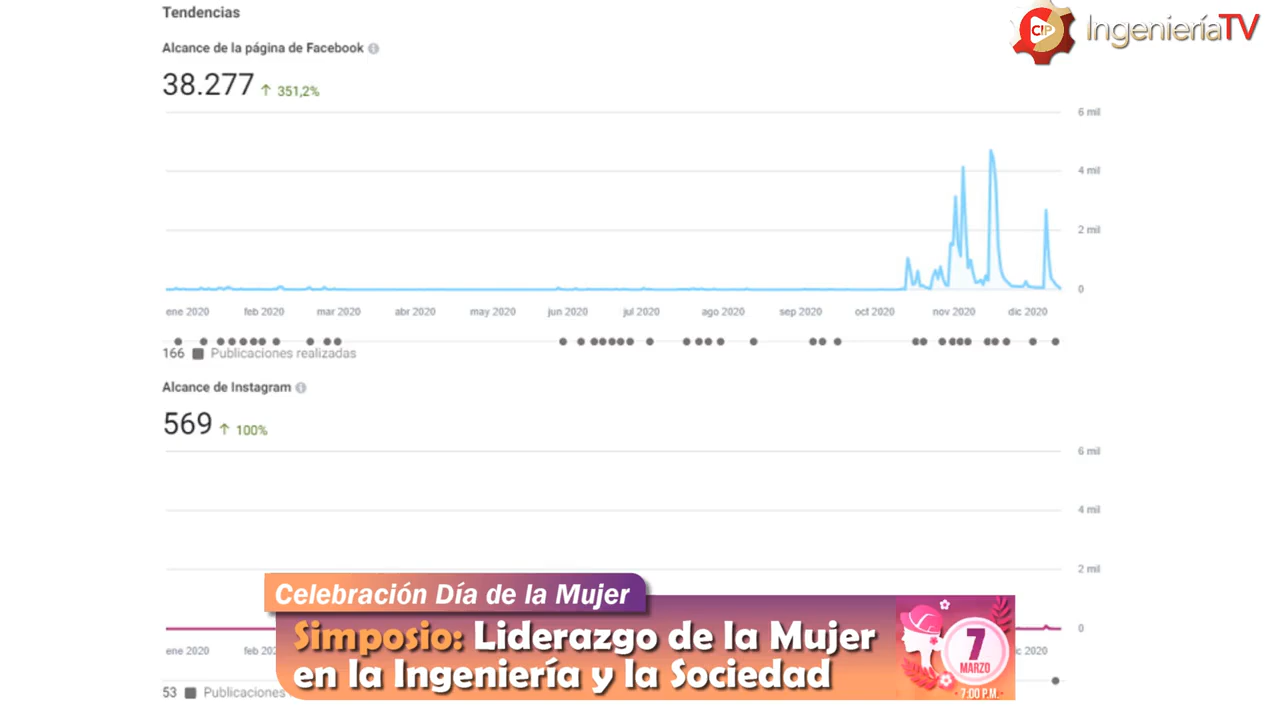 Tendencias
CIP IngenieríaTV
Alcance de la página de Facebook
38.277 ↑ 351,2%
6 mil
4 mil
2 mil
0
ene 2020 feb 2020 mar 2020 abr 2020 may 2020 jun 2020 jul 2020 ago 2020 sep 2020 oct 2020 nov 2020 dic 2020
166 Publicaciones realizadas
Alcance de Instagram
569 ↑ 100%
6 mil
4 mil
2 mil
0
Celebración Día de la Mujer
Simposio: Liderazgo de la Mujer
en la Ingeniería y la Sociedad
7
MARZO
7:00 P.M.
ene 2020 feb 202 c 2020
53 Publicaciones